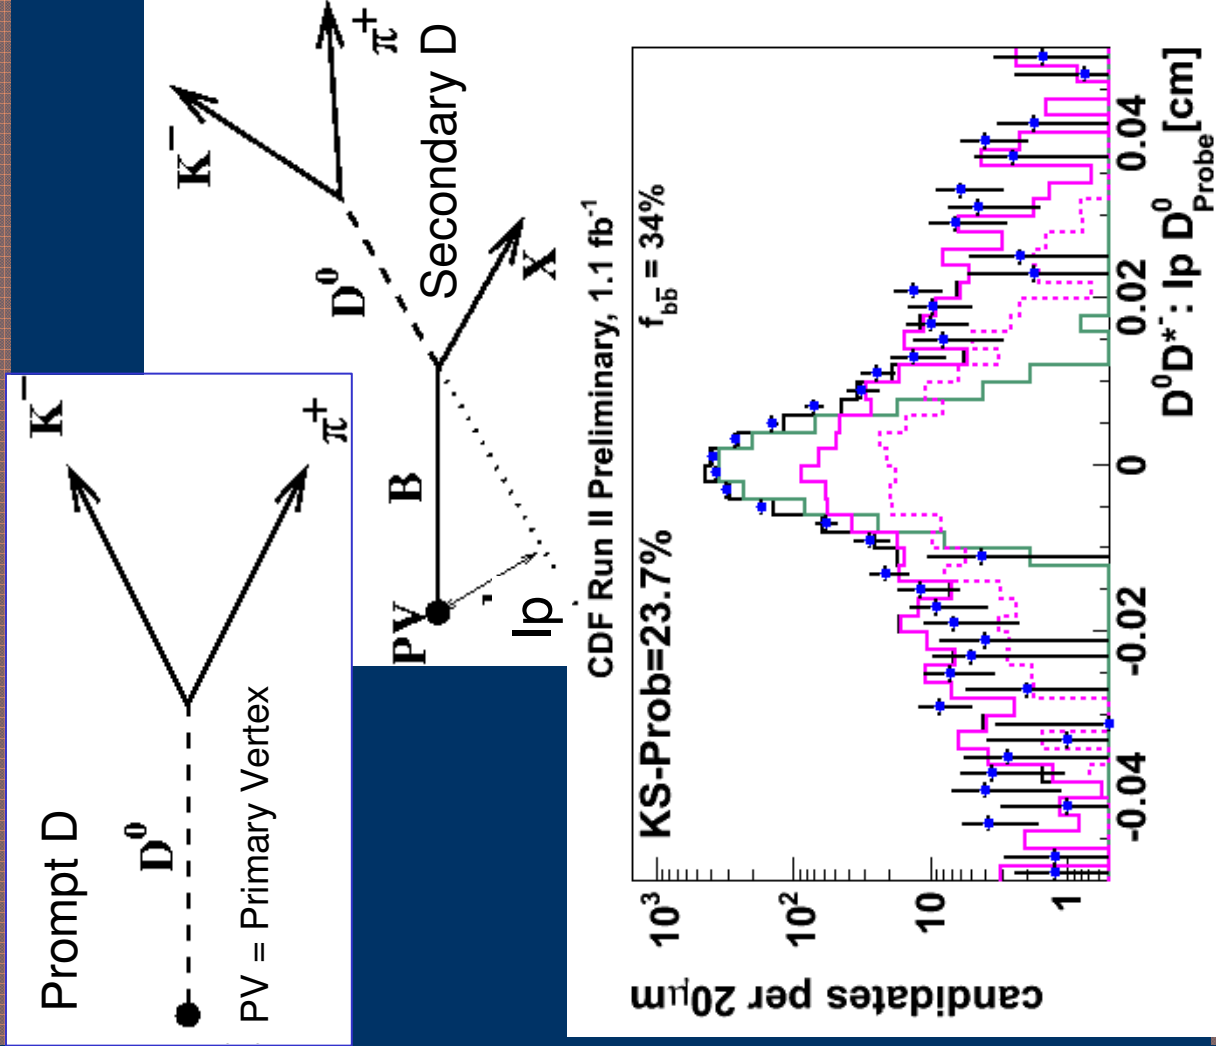 Prompt D
D⁰
K⁻
π⁺
PV = Primary Vertex
PV
B
D⁰
K⁻
π⁺
X
Ip
Secondary D
CDF Run II Preliminary, 1.1 fb⁻¹
KS-Prob=23.7%
f_bb̄ = 34%
candidates per 20μm
10³
10²
10
1
-0.04
-0.02
0
0.02
0.04
D⁰D*⁻: Ip D⁰_Probe [cm]